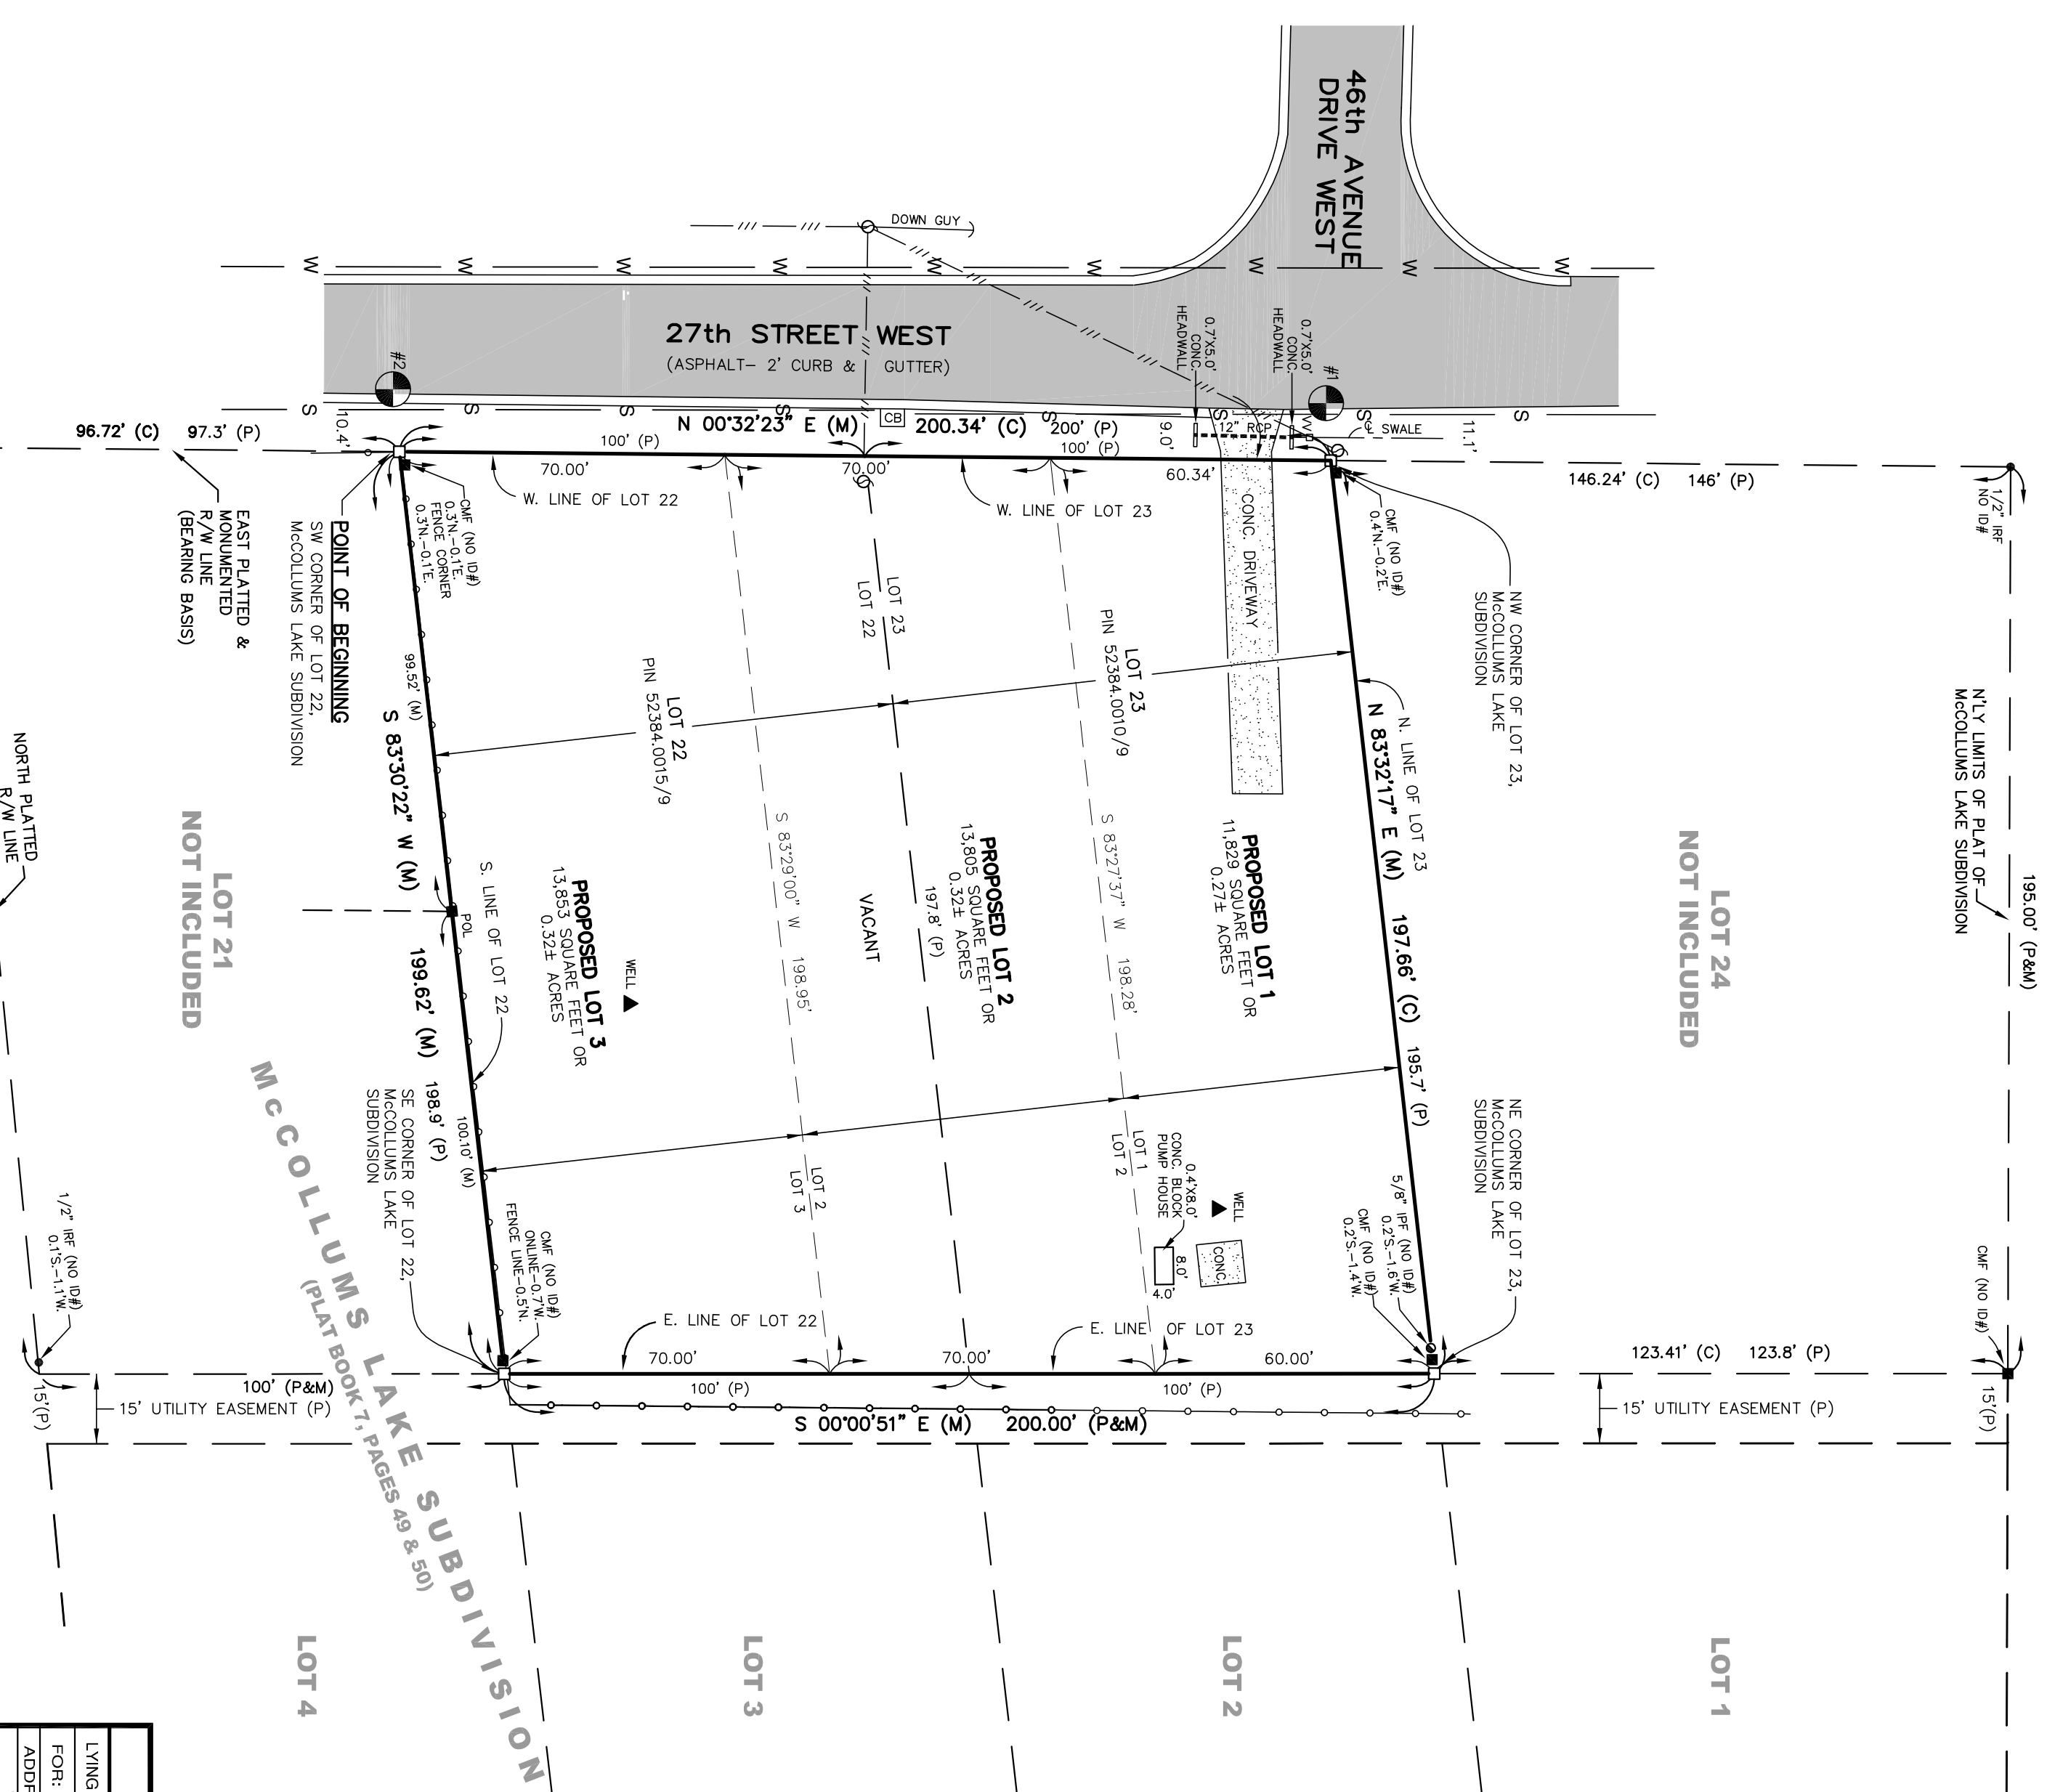 46th AVENUE
DRIVE WEST
DOWN GUY
W W W W W W W W W
27th STREET WEST
(ASPHALT- 2' CURB & GUTTER)
0.7'X5.0'
CONC.
HEADWALL
0.7'X5.0'
CONC.
HEADWALL
#2
#1
S S S S S S S S
CB
10.4'
9.0'
12" RCP
WV
℄ SWALE
11.1'
96.72' (C) 97.3' (P)
N 00°32'23" E (M) 200.34' (C) 200' (P)
100' (P)
100' (P)
146.24' (C) 146' (P)
70.00'
70.00'
60.34'
W. LINE OF LOT 22
W. LINE OF LOT 23
1/2" IRF
NO ID#
CMF (NO ID#)
0.3'N.-0.1'E.
FENCE CORNER
0.3'N.-0.1'E.
CMF (NO ID#)
0.4'N.-0.2'E.
CONC. DRIVEWAY
EAST PLATTED &
MONUMENTED
R/W LINE
(BEARING BASIS)
POINT OF BEGINNING
SW CORNER OF LOT 22,
McCOLLUMS LAKE SUBDIVISION
NW CORNER OF LOT 23,
McCOLLUMS LAKE
SUBDIVISION
LOT 23
LOT 22
LOT 23
PIN 52384.0010/9
LOT 22
PIN 52384.0015/9
N'LY LIMITS OF PLAT OF
McCOLLUMS LAKE SUBDIVISION
195.00' (P&M)
NORTH PLATTED
R/W LINE
99.52' (M)
S 83°30'22" W (M) 199.62' (M) 198.9' (P)
N. LINE OF LOT 23
N 83°32'17" E (M) 197.66' (C) 195.7' (P)
S 83°29'00" W 198.95'
S 83°27'37" W 198.28'
LOT 21
NOT INCLUDED
LOT 24
NOT INCLUDED
PROPOSED LOT 1
11,829 SQUARE FEET OR
0.27± ACRES
PROPOSED LOT 2
13,805 SQUARE FEET OR
0.32± ACRES
197.8' (P)
VACANT
PROPOSED LOT 3
13,853 SQUARE FEET OR
0.32± ACRES
WELL
POL
S. LINE OF LOT 22
100.10' (M)
SE CORNER OF LOT 22,
McCOLLUMS LAKE
SUBDIVISION
NE CORNER OF LOT 23,
McCOLLUMS LAKE
SUBDIVISION
LOT 1
LOT 2
LOT 2
LOT 3
0.4'X8.0'
CONC. BLOCK
PUMP HOUSE
WELL
CONC.
8.0'
4.0'
5/8" IPF (NO ID#)
0.2'S.-1.6'W.
CMF (NO ID#)
0.2'S.-1.4'W.
CMF (NO ID#)
ONLINE-0.7'W.
FENCE LINE-0.5'N.
CMF (NO ID#)
1/2" IRF (NO ID#)
0.1'S.-1.1'W.
E. LINE OF LOT 22
E. LINE OF LOT 23
70.00'
70.00'
60.00'
123.41' (C) 123.8' (P)
100' (P&M)
100' (P)
100' (P)
15'(P)
15' UTILITY EASEMENT (P)
15' UTILITY EASEMENT (P)
15'(P)
S 00°00'51" E (M) 200.00' (P&M)
McCOLLUMS LAKE SUBDIVISION
(PLAT BOOK 7, PAGES 49 & 50)
LOT 4
LOT 3
LOT 2
LOT 1
LYING
FOR: